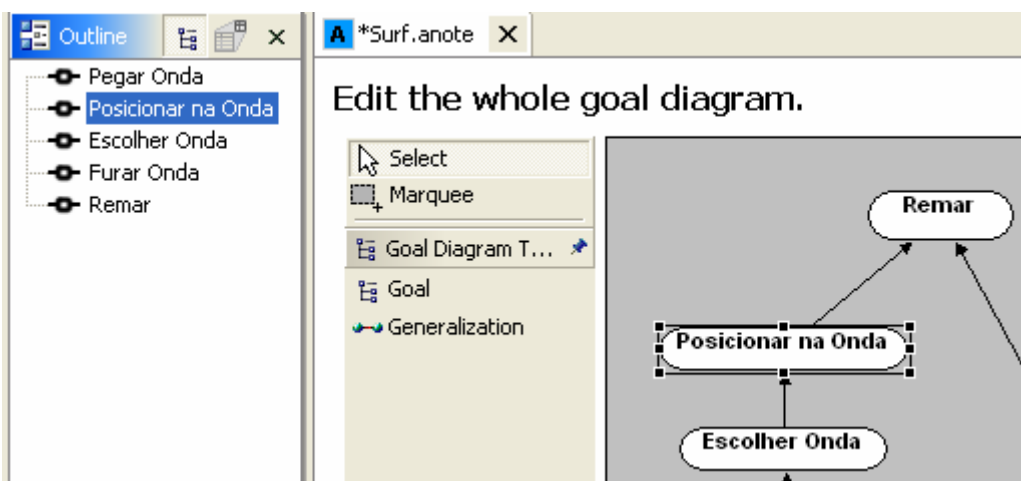 Outline
Pegar Onda
Posicionar na Onda
Escolher Onda
Furar Onda
Remar
A *Surf.anote
Edit the whole goal diagram.
Select
Marquee
Goal Diagram T...
Goal
Generalization
Remar
Posicionar na Onda
Escolher Onda